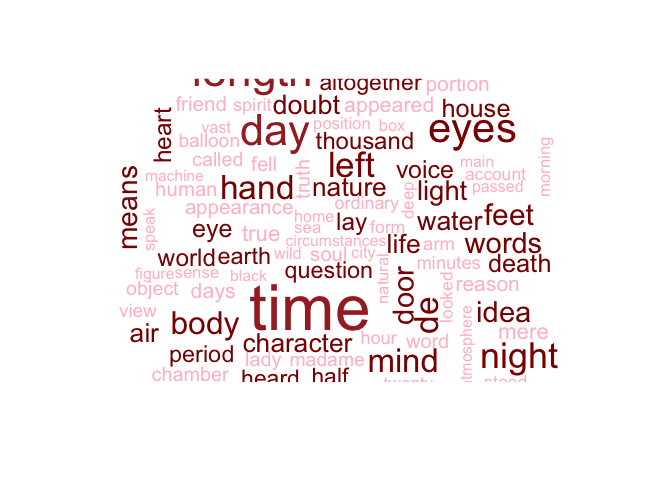 length altogether portion
friend spirit doubt appeared house
heart vast day position box eyes
balloon thousand
called fell truth left voice main account morning
machine
human hand nature light passed
means appearance ordinary deep
speak eye true home sea lay form water feet
circumstances life arm words
world earth wild soul city
figure sense black question natural door minutes death
object days de looked reason
view time idea
air body character hour word mere
period lady madame mind atmosphere night
chamber heard half twenty stood